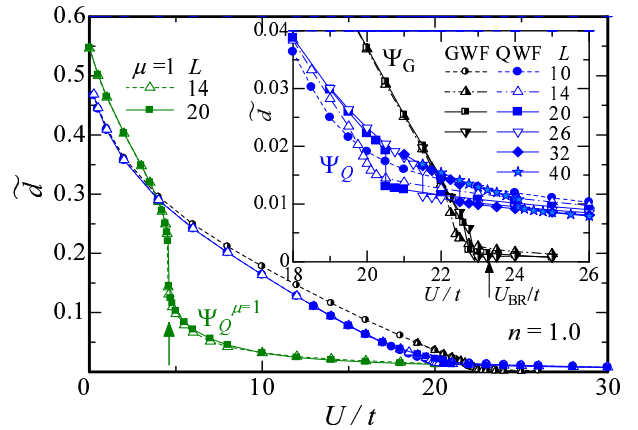 0.6
0.5
0.4
0.3
0.2
0.1
0
10
20
30
d̃
U / t
μ=1 L
14
20
Ψ_Q^{μ=1}
n = 1.0
0.04
0.03
0.02
0.01
0
18
20
22
24
26
d̃
U / t
U_BR/t
Ψ_G
Ψ_Q
GWF QWF L
10
14
20
26
32
40